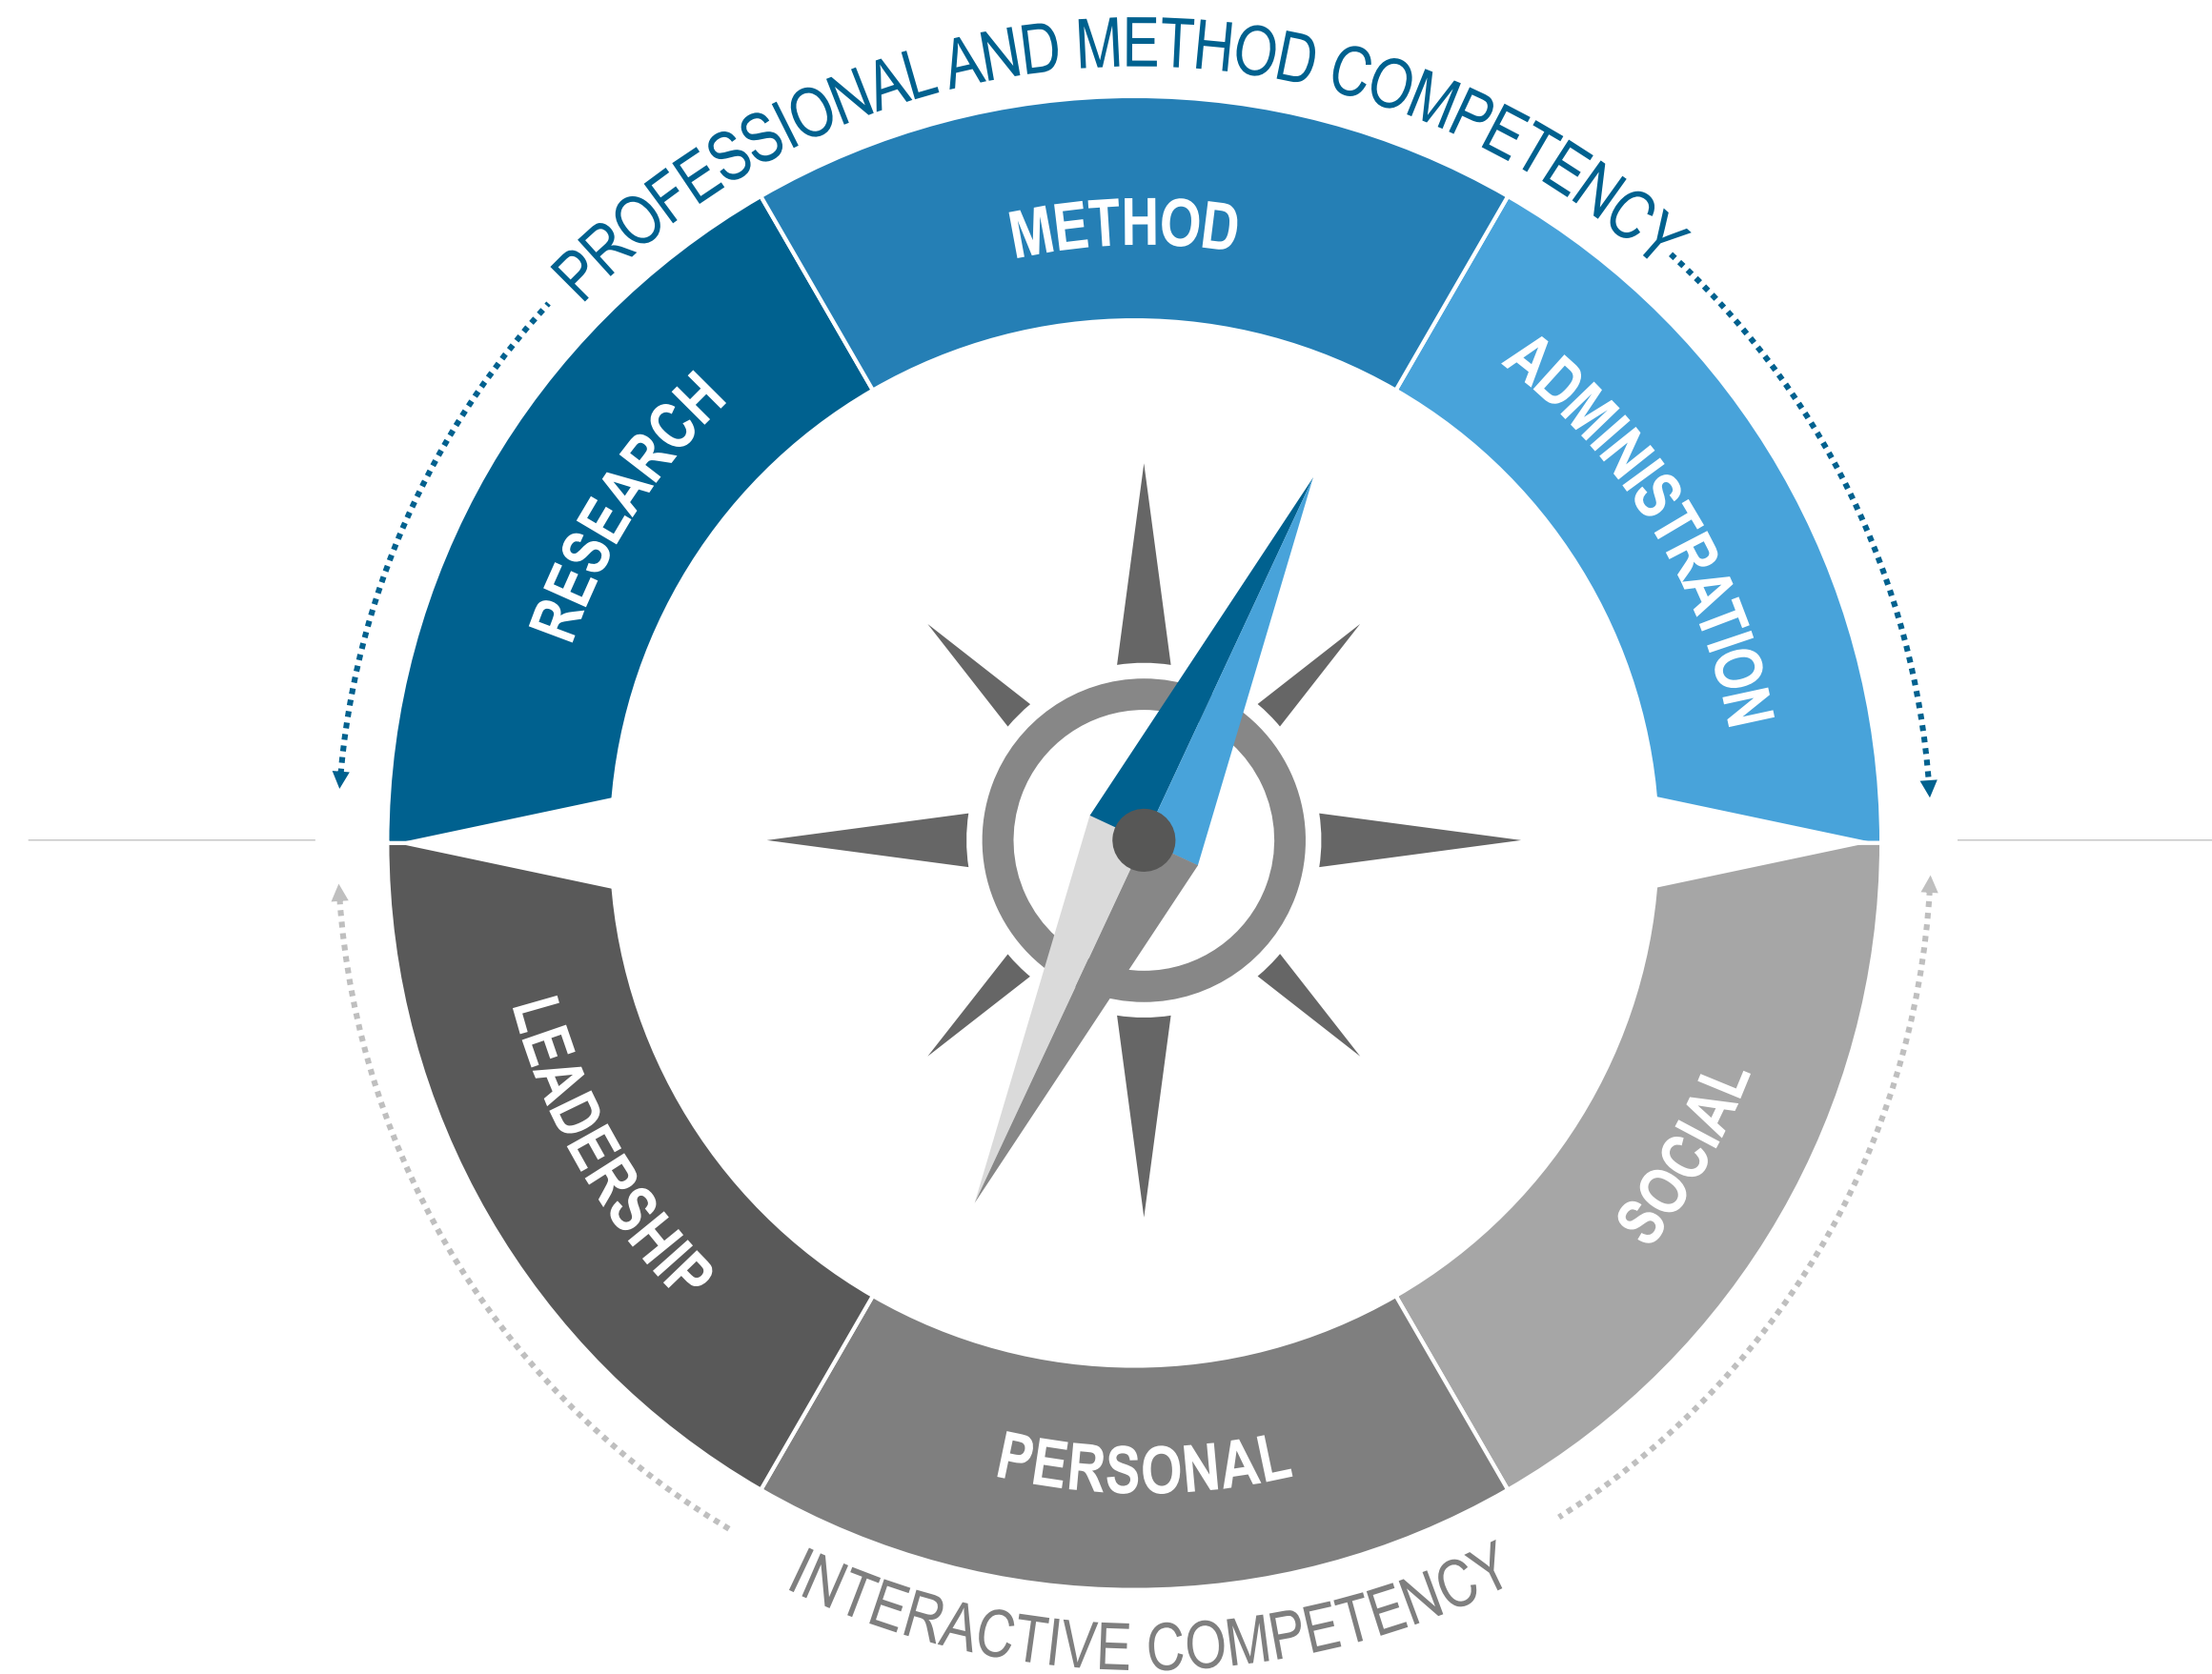 PROFESSIONAL AND METHOD COMPETENCY
METHOD
ADMINISTRATION
RESEARCH
LEADERSHIP
SOCIAL
PERSONAL
INTERACTIVE COMPETENCY